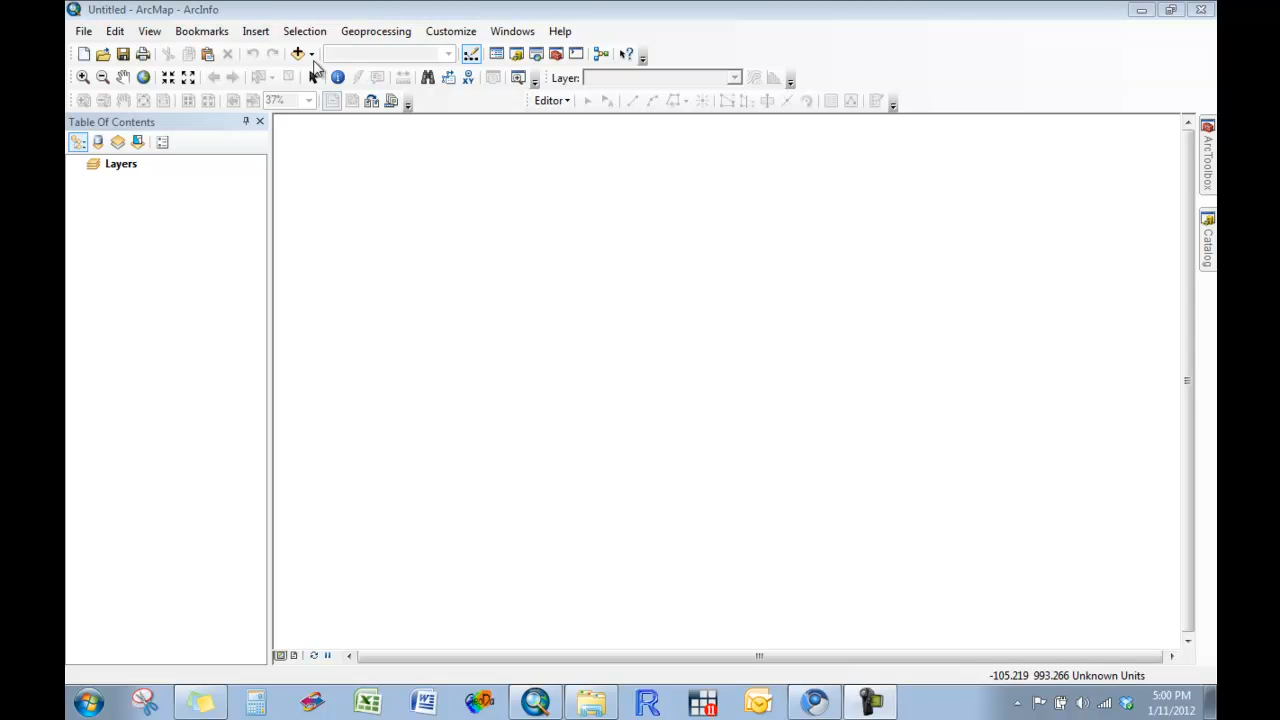 Untitled - ArcMap - ArcInfo
File Edit View Bookmarks Insert Selection Geoprocessing Customize Windows Help
Layer:
37% Editor
Table Of Contents
Layers
ArcToolbox
Catalog
-105.219 993.266 Unknown Units
5:00 PM
1/11/2012